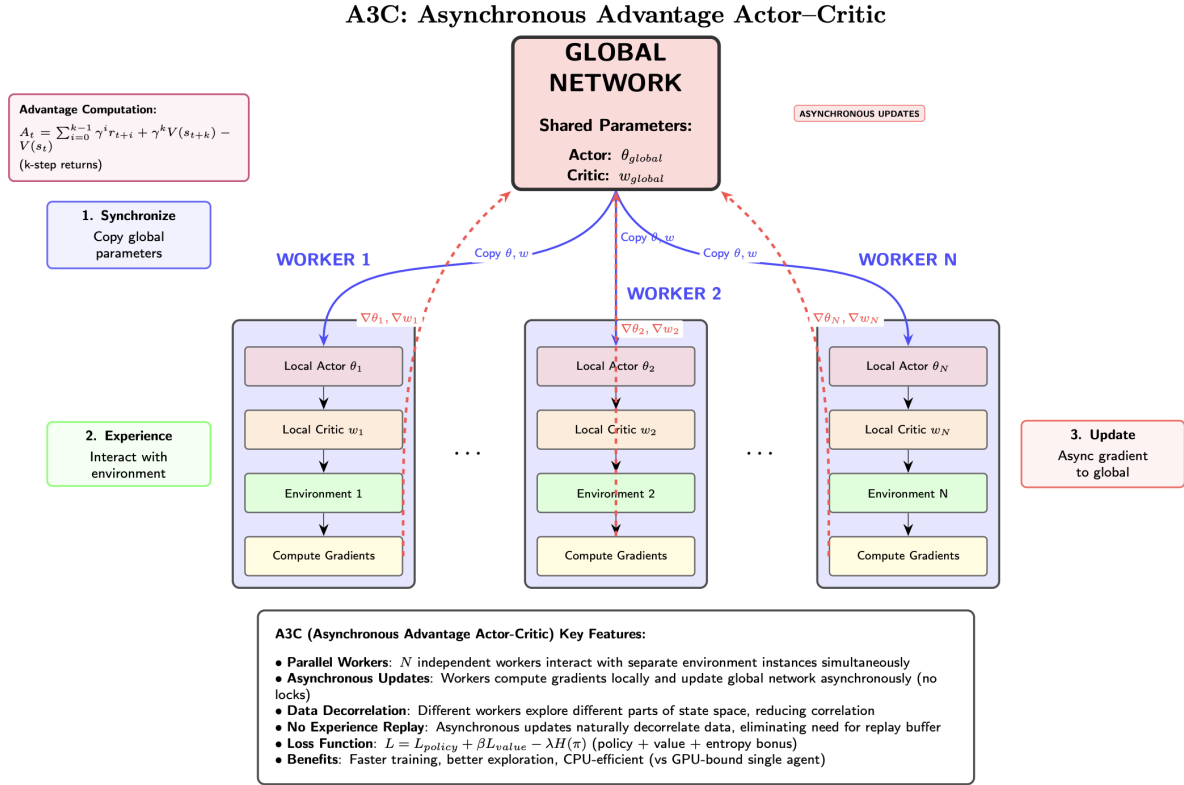 A3C: Asynchronous Advantage Actor–Critic
GLOBAL
NETWORK
Shared Parameters:
Actor: θ_global
Critic: w_global
Advantage Computation:
A_t = ∑_{i=0}^{k−1} γ^i r_{t+i} + γ^k V(s_{t+k}) −
V(s_t)
(k-step returns)
ASYNCHRONOUS UPDATES
1. Synchronize
Copy global
parameters
WORKER 1
Copy θ, w
Copy θ, w
Copy θ, w
WORKER N
WORKER 2
∇θ_1, ∇w_1
∇θ_2, ∇w_2
∇θ_N, ∇w_N
Local Actor θ_1
Local Critic w_1
Environment 1
Compute Gradients
...
Local Actor θ_2
Local Critic w_2
Environment 2
Compute Gradients
...
Local Actor θ_N
Local Critic w_N
Environment N
Compute Gradients
2. Experience
Interact with
environment
3. Update
Async gradient
to global
A3C (Asynchronous Advantage Actor-Critic) Key Features:
• Parallel Workers: N independent workers interact with separate environment instances simultaneously
• Asynchronous Updates: Workers compute gradients locally and update global network asynchronously (no
locks)
• Data Decorrelation: Different workers explore different parts of state space, reducing correlation
• No Experience Replay: Asynchronous updates naturally decorrelate data, eliminating need for replay buffer
• Loss Function: L = L_policy + βL_value − λH(π) (policy + value + entropy bonus)
• Benefits: Faster training, better exploration, CPU-efficient (vs GPU-bound single agent)